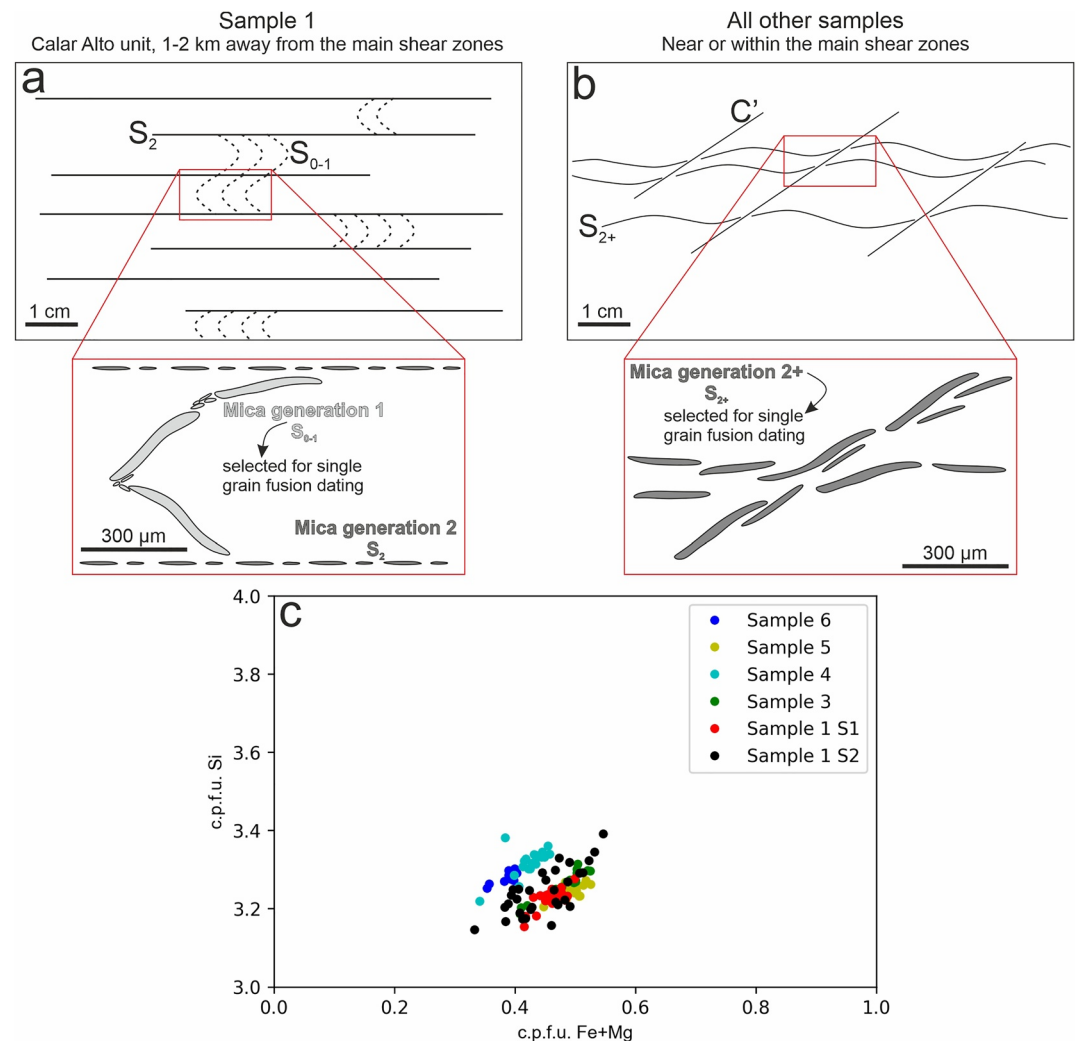 Sample 1
Calar Alto unit, 1-2 km away from the main shear zones
All other samples
Near or within the main shear zones
a
S2
S0-1
1 cm
b
C’
S2+
1 cm
Mica generation 1
S0-1
selected for single
grain fusion dating
Mica generation 2
S2
300 µm
Mica generation 2+
S2+
selected for single
grain fusion dating
300 µm
c
4.0
3.8
3.6
3.4
3.2
3.0
c.p.f.u. Si
Sample 6
Sample 5
Sample 4
Sample 3
Sample 1 S1
Sample 1 S2
0.0
0.2
0.4
0.6
0.8
1.0
c.p.f.u. Fe+Mg